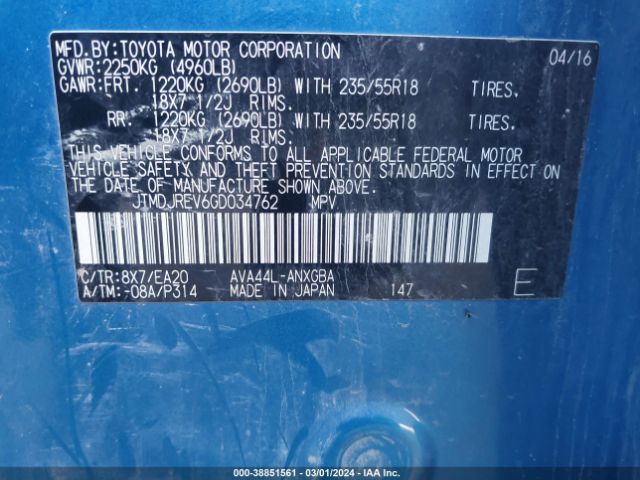 MFD.BY:TOYOTA MOTOR CORPORATION 04/16
GVWR:2250KG (4960LB)
GAWR:FRT. 1220KG (2690LB) WITH 235/55R18 TIRES.
18X7 1/2J RIMS.
RR. 1220KG (2690LB) WITH 235/55R18 TIRES.
18X7 1/2J RIMS.
THIS VEHICLE CONFORMS TO ALL APPLICABLE FEDERAL MOTOR
VEHICLE SAFETY AND THEFT PREVENTION STANDARDS IN EFFECT ON
THE DATE OF MANUFACTURE SHOWN ABOVE.
JTMDJREV6GD034762 MPV
C/TR:8X7/EA20 AVA44L-ANXGBA
A/TM:-08A/P314 MADE IN JAPAN 147 E
AVA-38851561 | 03/01/2024 | IAA Inc.